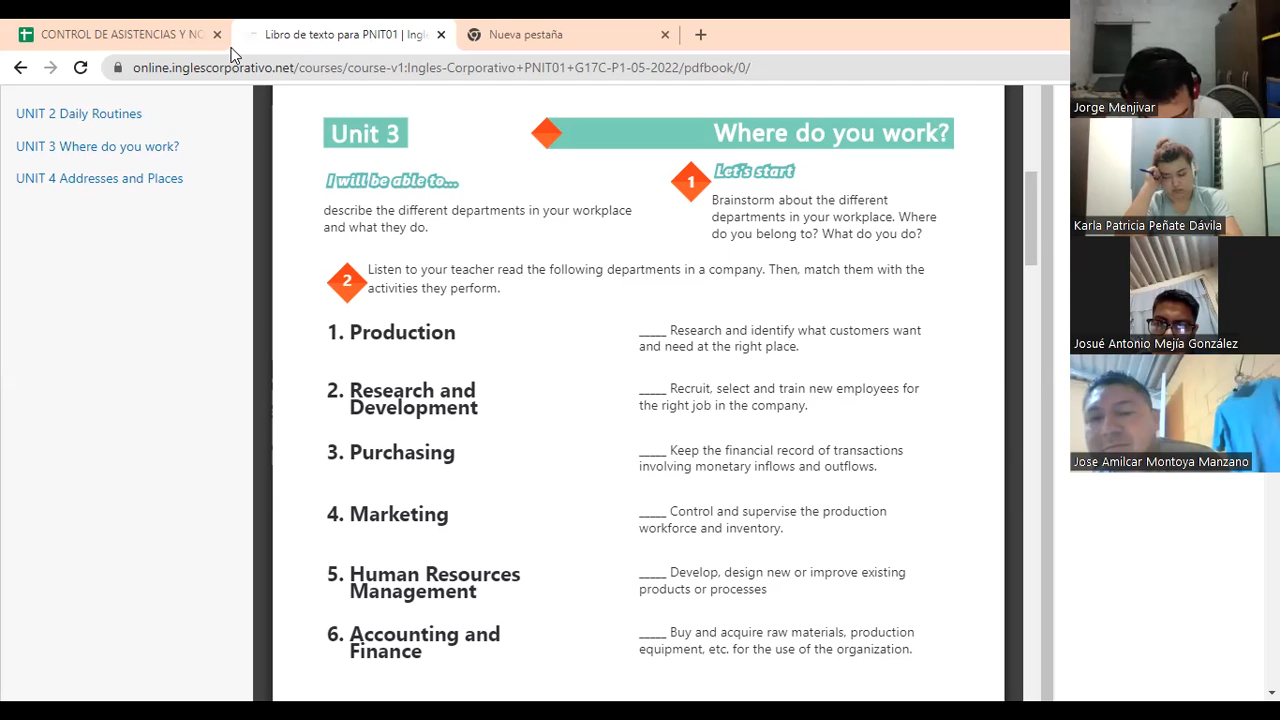 CONTROL DE ASISTENCIAS Y NO
Libro de texto para PNIT01 | Ingl
Nueva pestaña
online.inglescorporativo.net/courses/course-v1:Ingles-Corporativo+PNIT01+G17C-P1-05-2022/pdfbook/0/
UNIT 2 Daily Routines
UNIT 3 Where do you work?
UNIT 4 Addresses and Places
Unit 3
Where do you work?
I will be able to...
describe the different departments in your workplace
and what they do.
1
Let's start
Brainstorm about the different
departments in your workplace. Where
do you belong to? What do you do?
2
Listen to your teacher read the following departments in a company. Then, match them with the
activities they perform.
1. Production
_____ Research and identify what customers want
and need at the right place.
2. Research and
Development
_____ Recruit, select and train new employees for
the right job in the company.
3. Purchasing
_____ Keep the financial record of transactions
involving monetary inflows and outflows.
4. Marketing
_____ Control and supervise the production
workforce and inventory.
5. Human Resources
Management
_____ Develop, design new or improve existing
products or processes
6. Accounting and
Finance
_____ Buy and acquire raw materials, production
equipment, etc. for the use of the organization.
Jorge Menjivar
Karla Patricia Peñate Dávila
Josué Antonio Mejía González
Jose Amilcar Montoya Manzano